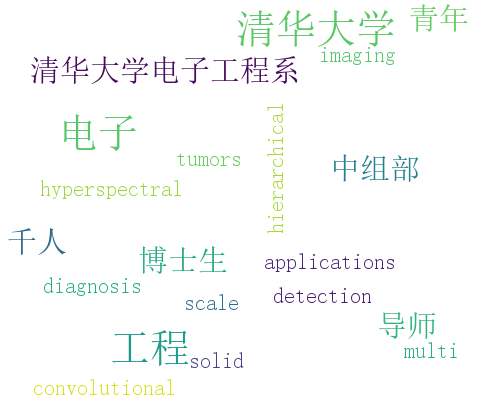 清华大学
青年
imaging
清华大学电子工程系
hierarchical
电子
tumors
中组部
hyperspectral
千人
博士生
applications
diagnosis
detection
scale
导师
工程
multi
solid
convolutional